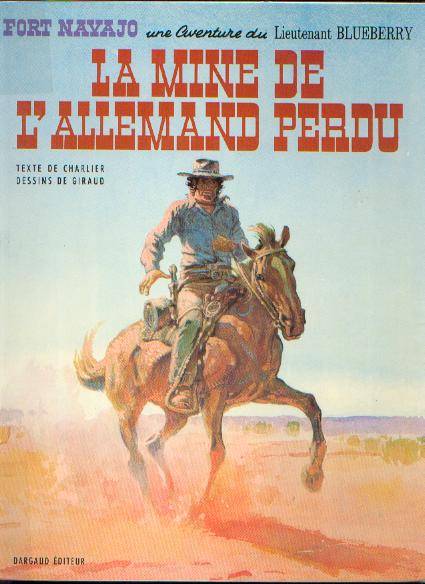 FORT NAVAJO une Aventure du Lieutenant BLUEBERRY
LA MINE DE
L'ALLEMAND PERDU
TEXTE DE CHARLIER
DESSINS DE GIRAUD
DARGAUD ÉDITEUR